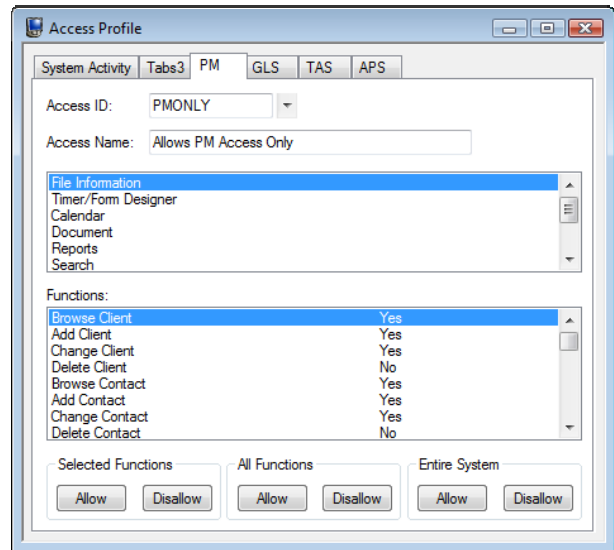 Access Profile
System Activity Tabs3 PM GLS TAS APS
Access ID: PMONLY
Access Name: Allows PM Access Only
File Information
Timer/Form Designer
Calendar
Document
Reports
Search
Functions:
Browse Client Yes
Add Client Yes
Change Client Yes
Delete Client No
Browse Contact Yes
Add Contact Yes
Change Contact Yes
Delete Contact No
Selected Functions All Functions Entire System
Allow Disallow Allow Disallow Allow Disallow